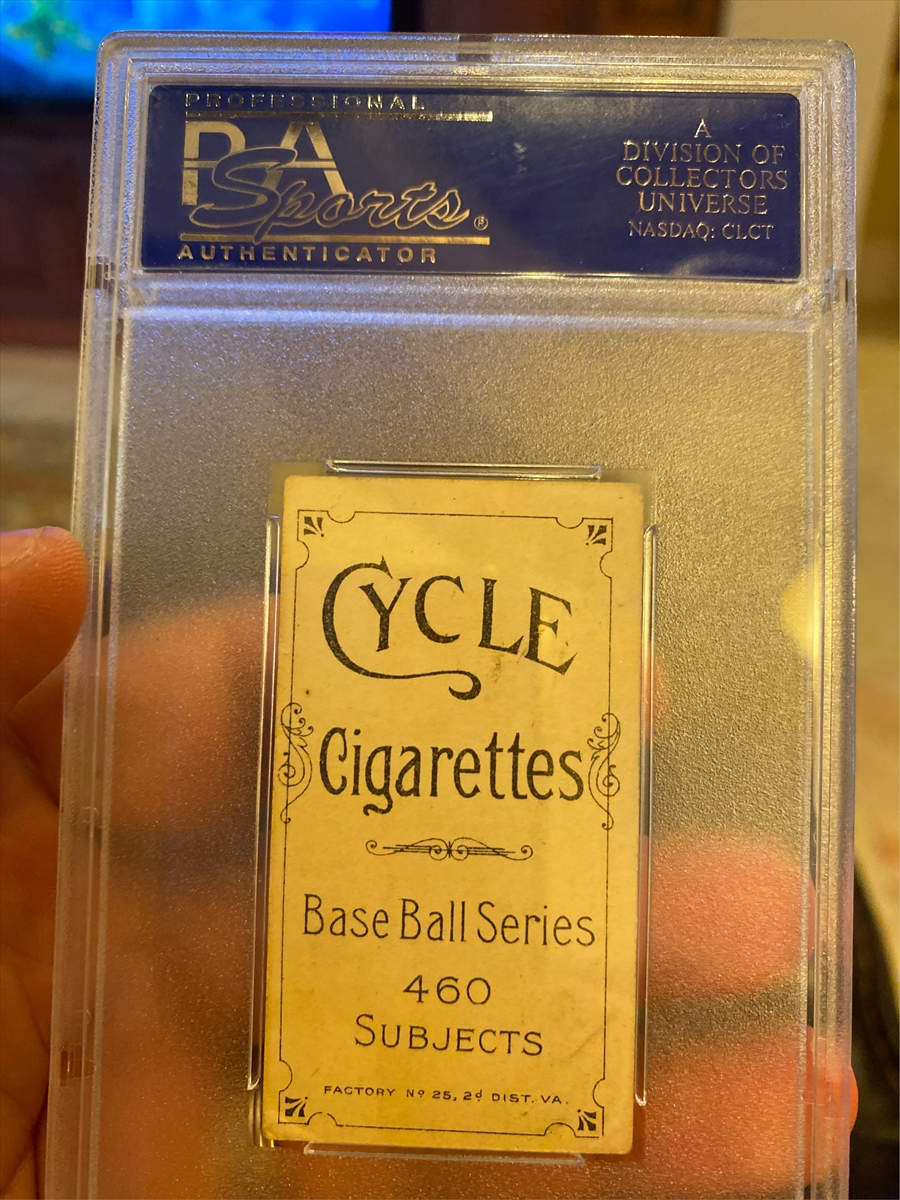 PROFESSIONAL
PSA
Sports®
AUTHENTICATOR
A
DIVISION OF
COLLECTORS
UNIVERSE
NASDAQ: CLCT
CYCLE
Cigarettes
Base Ball Series
460
SUBJECTS
FACTORY Nº 25, 2d DIST. VA.